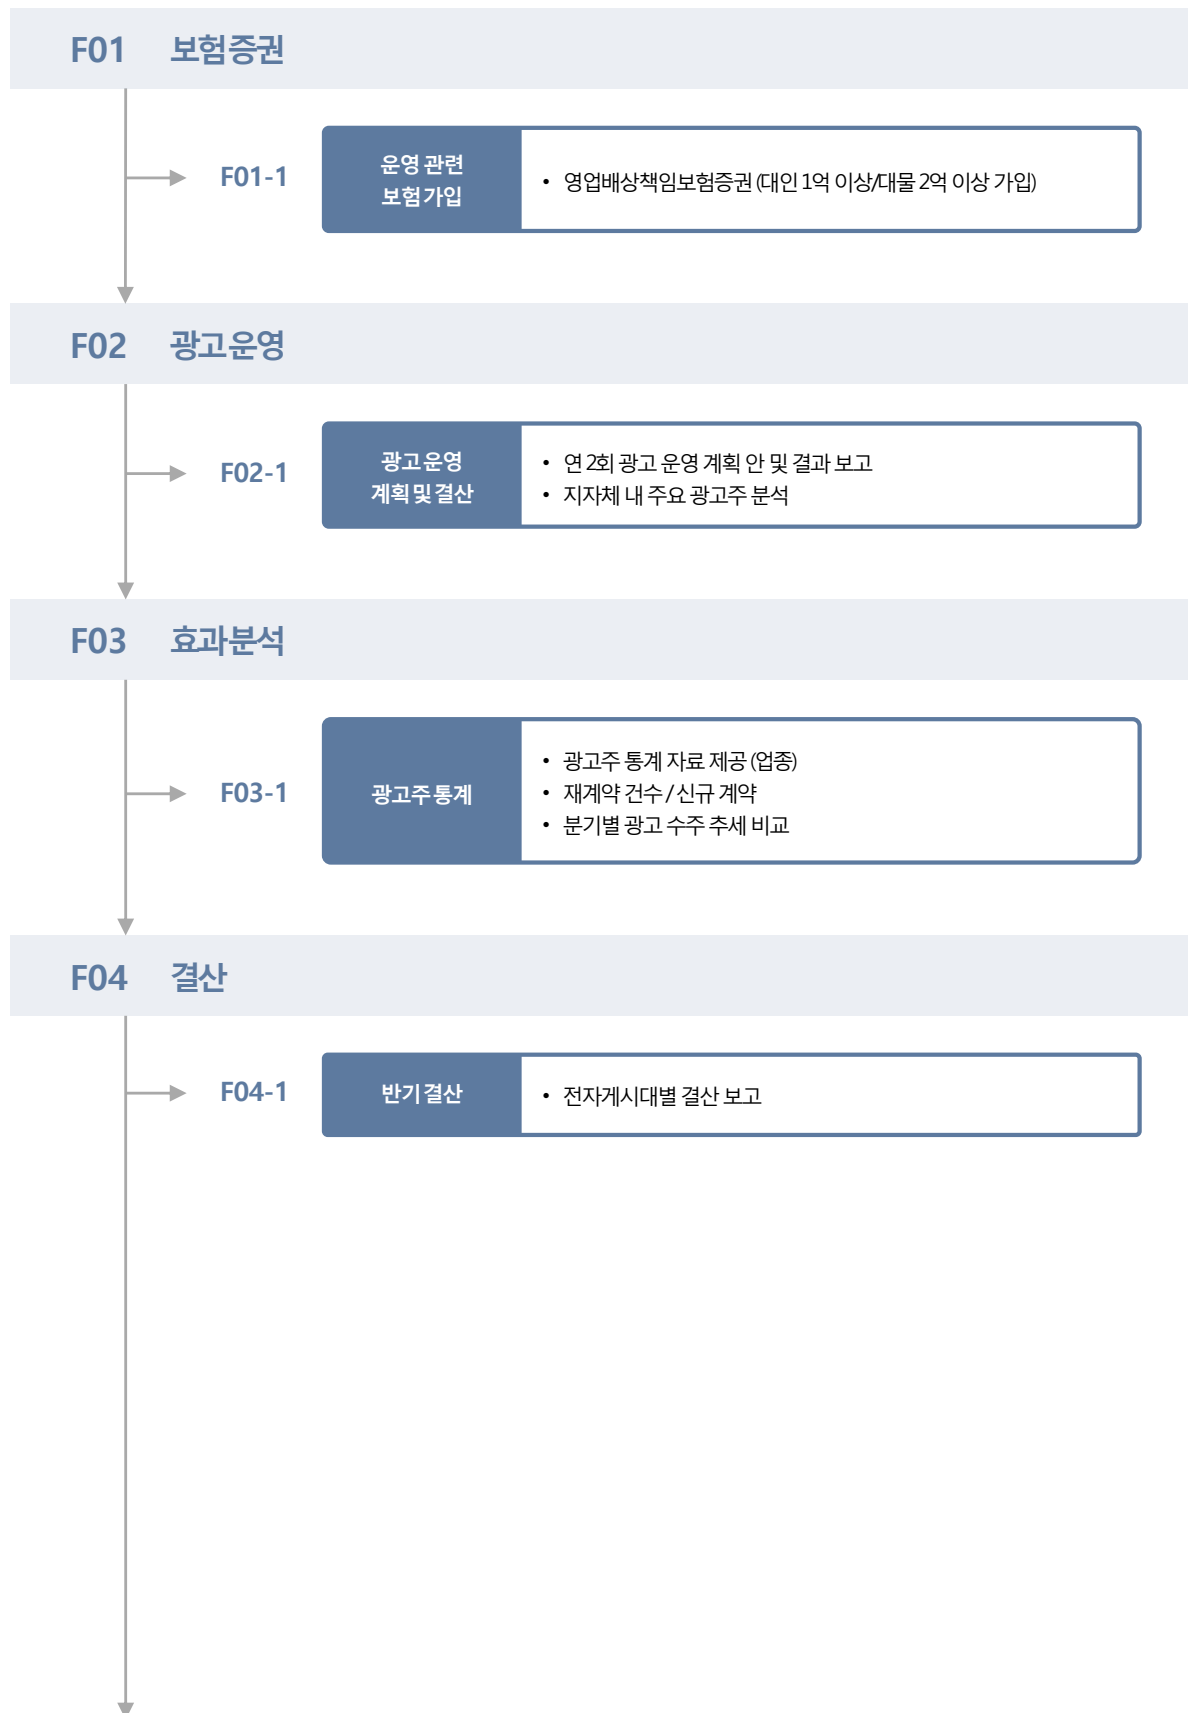 F01 보험증권
F01-1
운영 관련
보험 가입
• 영업배상책임보험증권 (대인 1억 이상/대물 2억 이상 가입)
F02 광고 운영
F02-1
광고 운영
계획 및 결산
• 연 2회 광고 운영 계획 안 및 결과 보고
• 지자체 내 주요 광고주 분석
F03 효과분석
F03-1
광고주 통계
• 광고주 통계 자료 제공 (업종)
• 재계약 건수 / 신규 계약
• 분기별 광고 수주 추세 비교
F04 결산
F04-1
반기 결산
• 전자게시대별 결산 보고